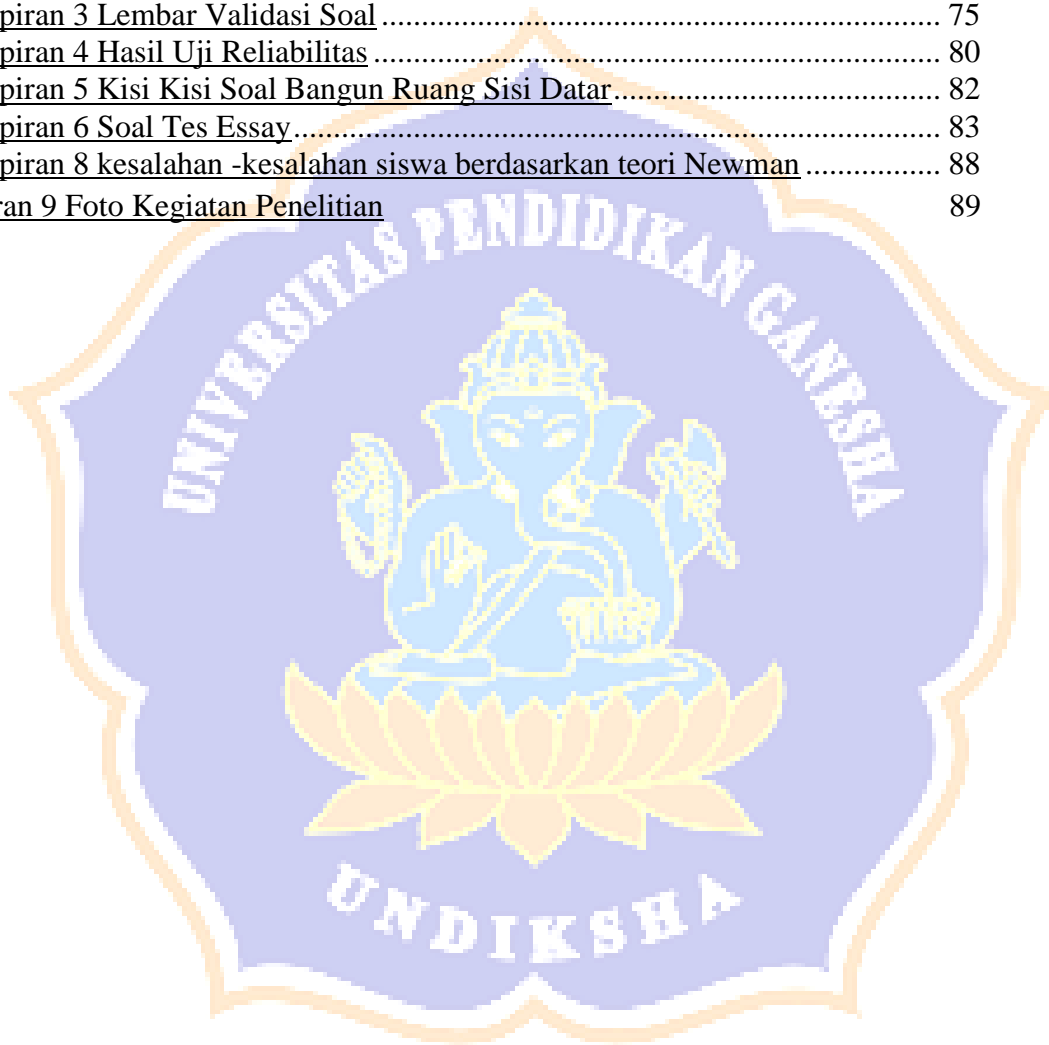 piran 3 Lembar Validasi Soal ........................................................................ 75
piran 4 Hasil Uji Reliabilitas ......................................................................... 80
piran 5 Kisi Kisi Soal Bangun Ruang Sisi Datar.......................................... 82
piran 6 Soal Tes Essay................................................................................... 83
piran 8 kesalahan -kesalahan siswa berdasarkan teori Newman ................. 88
ran 9 Foto Kegiatan Penelitian 89
UNIVERSITAS PENDIDIKAN GANESHA
UNDIKSHA